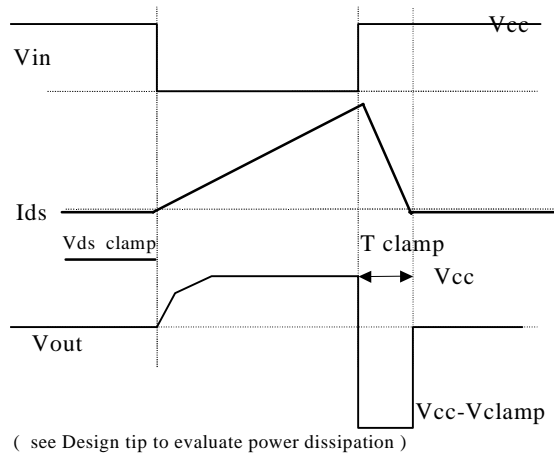 Vcc
Vin
Ids
Vds clamp
T clamp
Vcc
Vout
Vcc-Vclamp
( see Design tip to evaluate power dissipation )